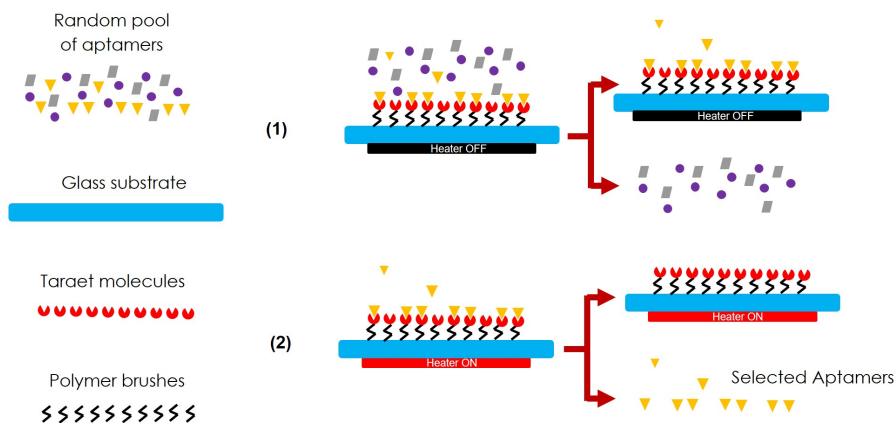 Random pool
of aptamers
Glass substrate
Taraet molecules
Polymer brushes
(1)
Heater OFF
Heater OFF
(2)
Heater ON
Heater ON
Selected Aptamers